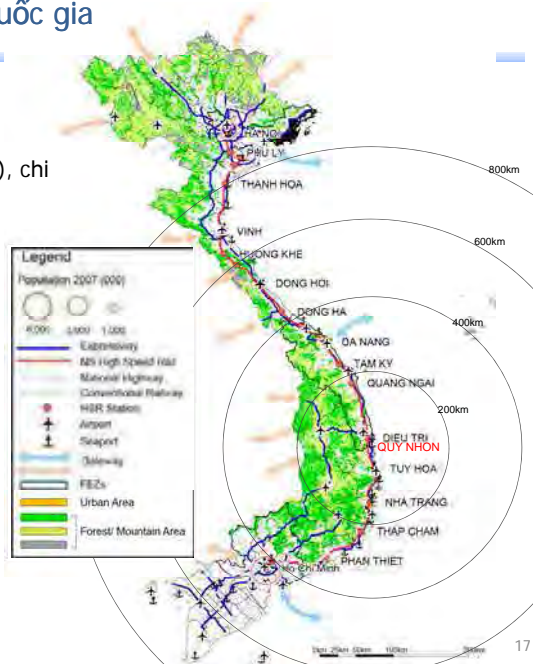 uốc gia
), chi
HA NOI
PHU LY
800km
THANH HOA
VINH
600km
HUONG KHE
Legend
Population 2007 (000)
DONG HOI
DONG HA
400km
DA NANG
TAM KY
Expressway
NS High Speed Rail
National Highway
Conventional Railway
HSR Station
Airport
Seaport
Gateway
QUANG NGAI
200km
DIEU TRI
QUY NHON
TUY HOA
FEZs
Urban Area
Forest/ Mountain Area
NHA TRANG
THAP CHAM
PHAN THIET
Ho Chi Minh
17